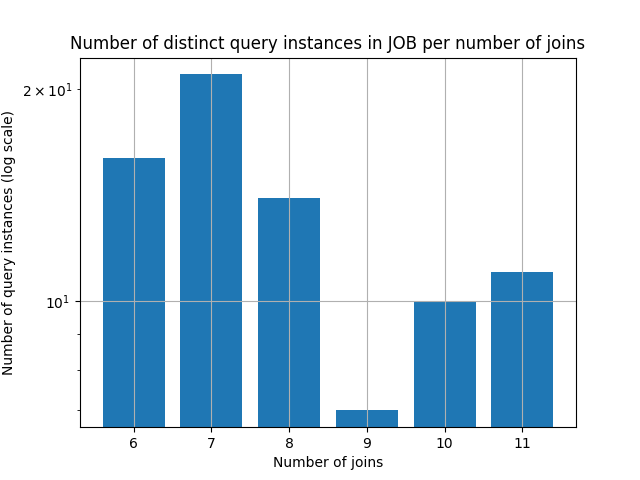 Number of distinct query instances in JOB per number of joins
Number of query instances (log scale)
2 × 10¹
10¹
6 7 8 9 10 11
Number of joins